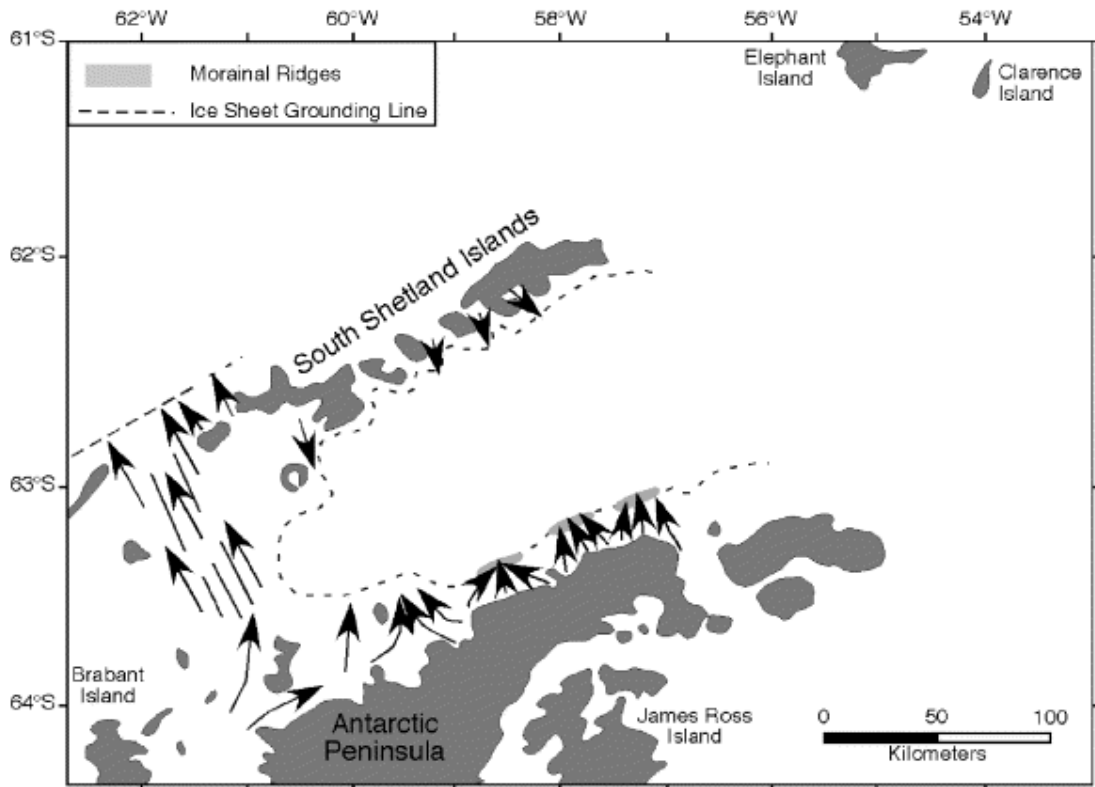 62°W 60°W 58°W 56°W 54°W
61°S
Morainal Ridges
Ice Sheet Grounding Line
Elephant
Island
Clarence
Island
62°S
South Shetland Islands
63°S
64°S
Brabant
Island
Antarctic
Peninsula
James Ross
Island
0 50 100
Kilometers